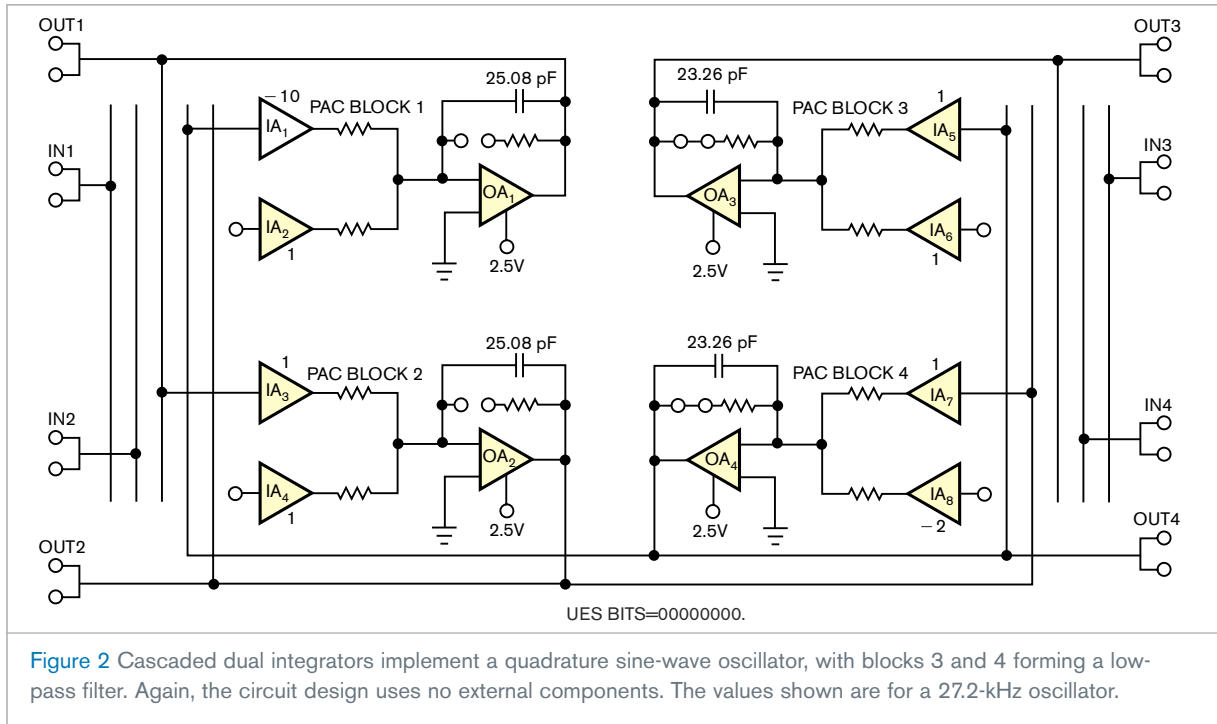 OUT1
OUT3
25.08 pF
23.26 pF
−10
PAC BLOCK 1
PAC BLOCK 3
1
IA1
IA5
IN1
IN3
OA1
OA3
IA2
IA6
1
1
2.5V
2.5V
25.08 pF
23.26 pF
1
PAC BLOCK 2
PAC BLOCK 4
1
IA3
IA7
IN2
IN4
OA2
OA4
IA4
IA8
1
−2
2.5V
2.5V
OUT2
OUT4
UES BITS=00000000.
Figure 2 Cascaded dual integrators implement a quadrature sine-wave oscillator, with blocks 3 and 4 forming a low-
pass filter. Again, the circuit design uses no external components. The values shown are for a 27.2-kHz oscillator.